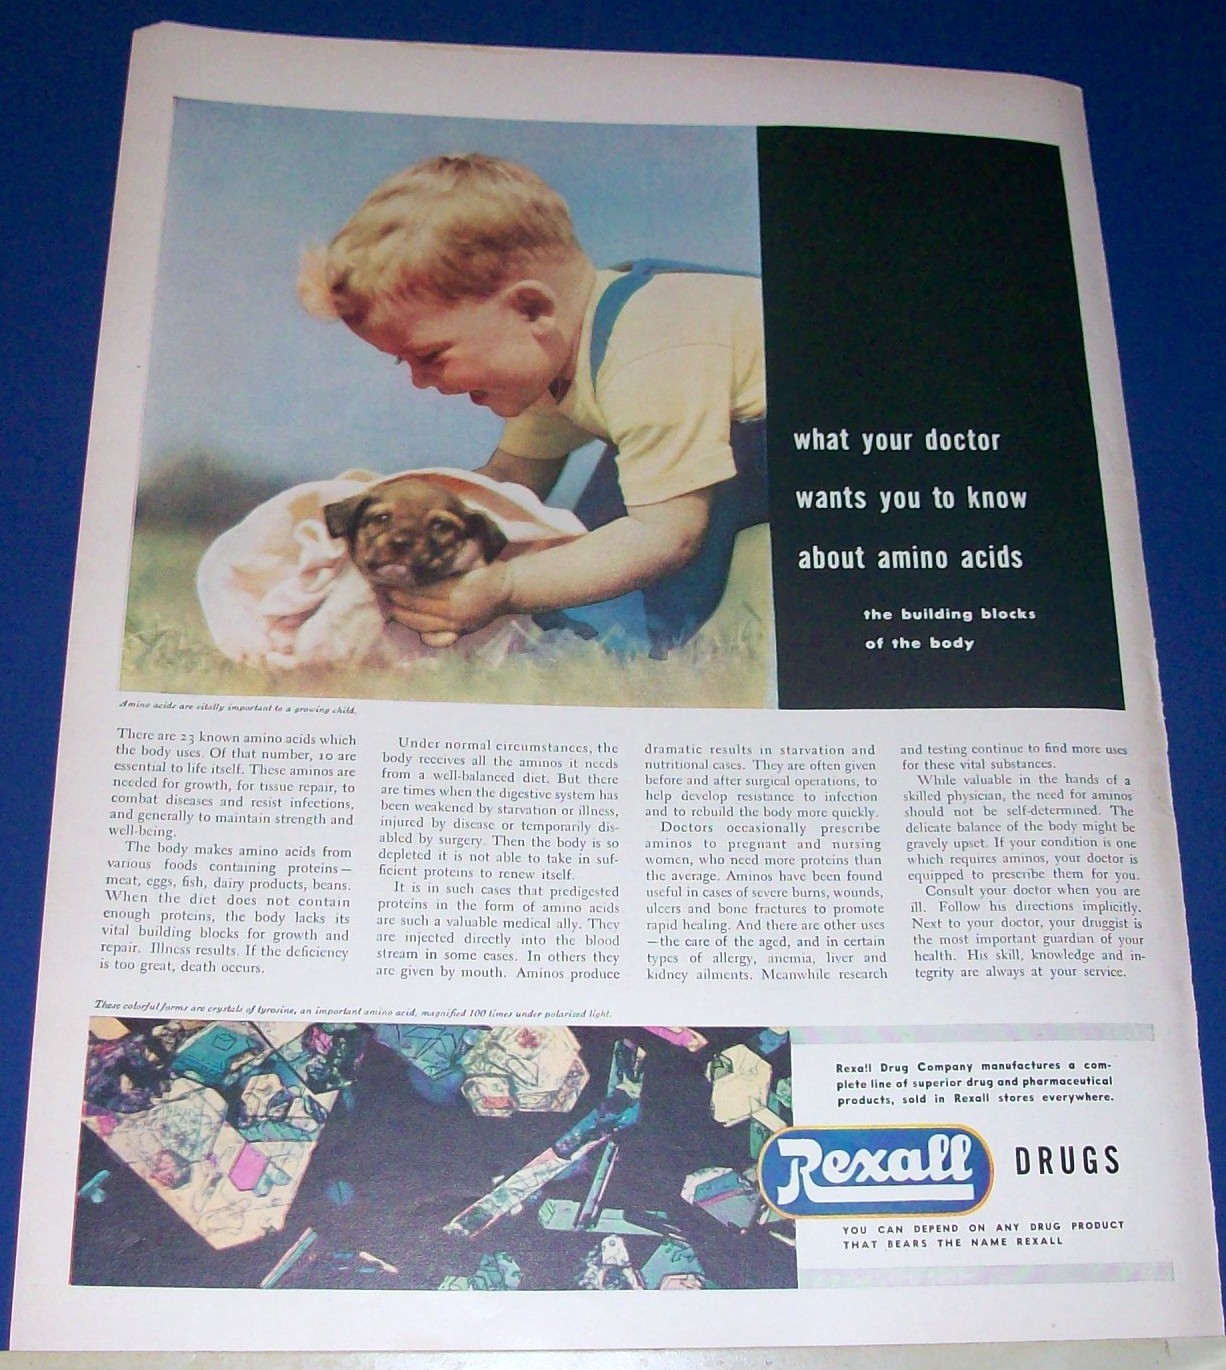 what your doctor
wants you to know
about amino acids
the building blocks
of the body
Amino acids are vitally important to a growing child.
There are 23 known amino acids which
the body uses. Of that number, 10 are
essential to life itself. These aminos are
needed for growth, for tissue repair, to
combat diseases and resist infections,
and generally to maintain strength and
well-being.
The body makes amino acids from
various foods containing proteins—
meat, eggs, fish, dairy products, beans.
When the diet does not contain
enough proteins, the body lacks its
vital building blocks for growth and
repair. Illness results. If the deficiency
is too great, death occurs.
Under normal circumstances, the
body receives all the aminos it needs
from a well-balanced diet. But there
are times when the digestive system has
been weakened by starvation or illness,
injured by disease or temporarily dis-
abled by surgery. Then the body is so
depleted it is not able to take in suf-
ficient proteins to renew itself.
It is in such cases that predigested
proteins in the form of amino acids
are such a valuable medical ally. They
are injected directly into the blood
stream in some cases. In others they
are given by mouth. Aminos produce
dramatic results in starvation and
nutritional cases. They are often given
before and after surgical operations, to
help develop resistance to infection
and to rebuild the body more quickly.
Doctors occasionally prescribe
aminos to pregnant and nursing
women, who need more proteins than
the average. Aminos have been found
useful in cases of severe burns, wounds,
ulcers and bone fractures to promote
rapid healing. And there are other uses
—the care of the aged, and in certain
types of allergy, anemia, liver and
kidney ailments. Meanwhile research
and testing continue to find more uses
for these vital substances.
While valuable in the hands of a
skilled physician, the need for aminos
should not be self-determined. The
delicate balance of the body might be
gravely upset. If your condition is one
which requires aminos, your doctor is
equipped to prescribe them for you.
Consult your doctor when you are
ill. Follow his directions implicitly.
Next to your doctor, your druggist is
the most important guardian of your
health. His skill, knowledge and in-
tegrity are always at your service.
These colorful forms are crystals of tyrosine, an important amino acid, magnified 100 times under polarized light.
Rexall Drug Company manufactures a com-
plete line of superior drug and pharmaceutical
products, sold in Rexall stores everywhere.
Rexall DRUGS
YOU CAN DEPEND ON ANY DRUG PRODUCT
THAT BEARS THE NAME REXALL